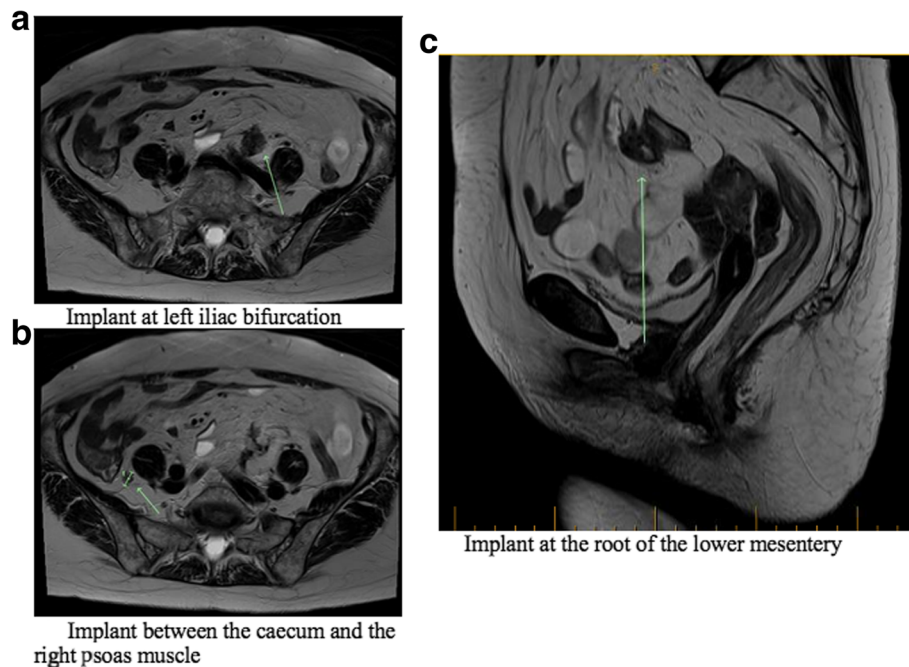 a
Implant at left iliac bifurcation
b
Implant between the caecum and the
right psoas muscle
c
Implant at the root of the lower mesentery